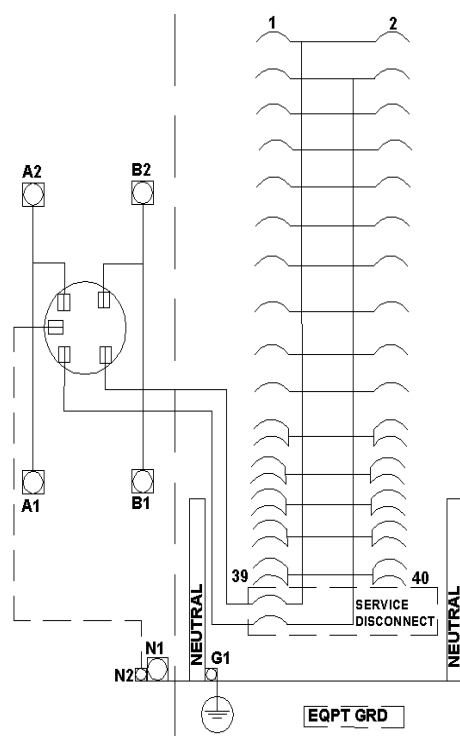 1 2
A2
B2
A1
B1
39
40
SERVICE
DISCONNECT
NEUTRAL
NEUTRAL
N1
N2
G1
EQPT GRD